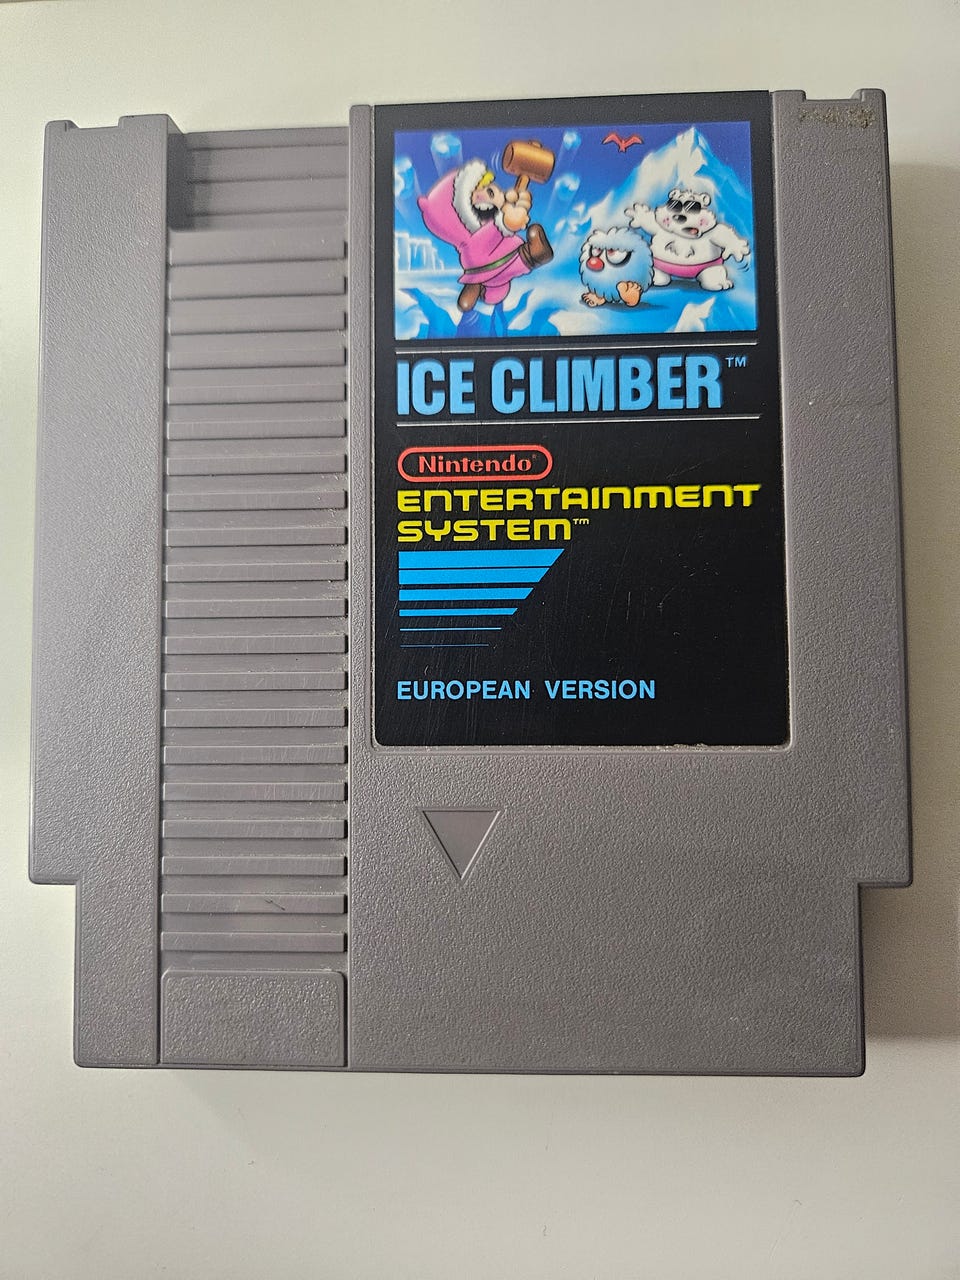 ICE CLIMBER™
Nintendo®
ENTERTAINMENT
SYSTEM™
EUROPEAN VERSION